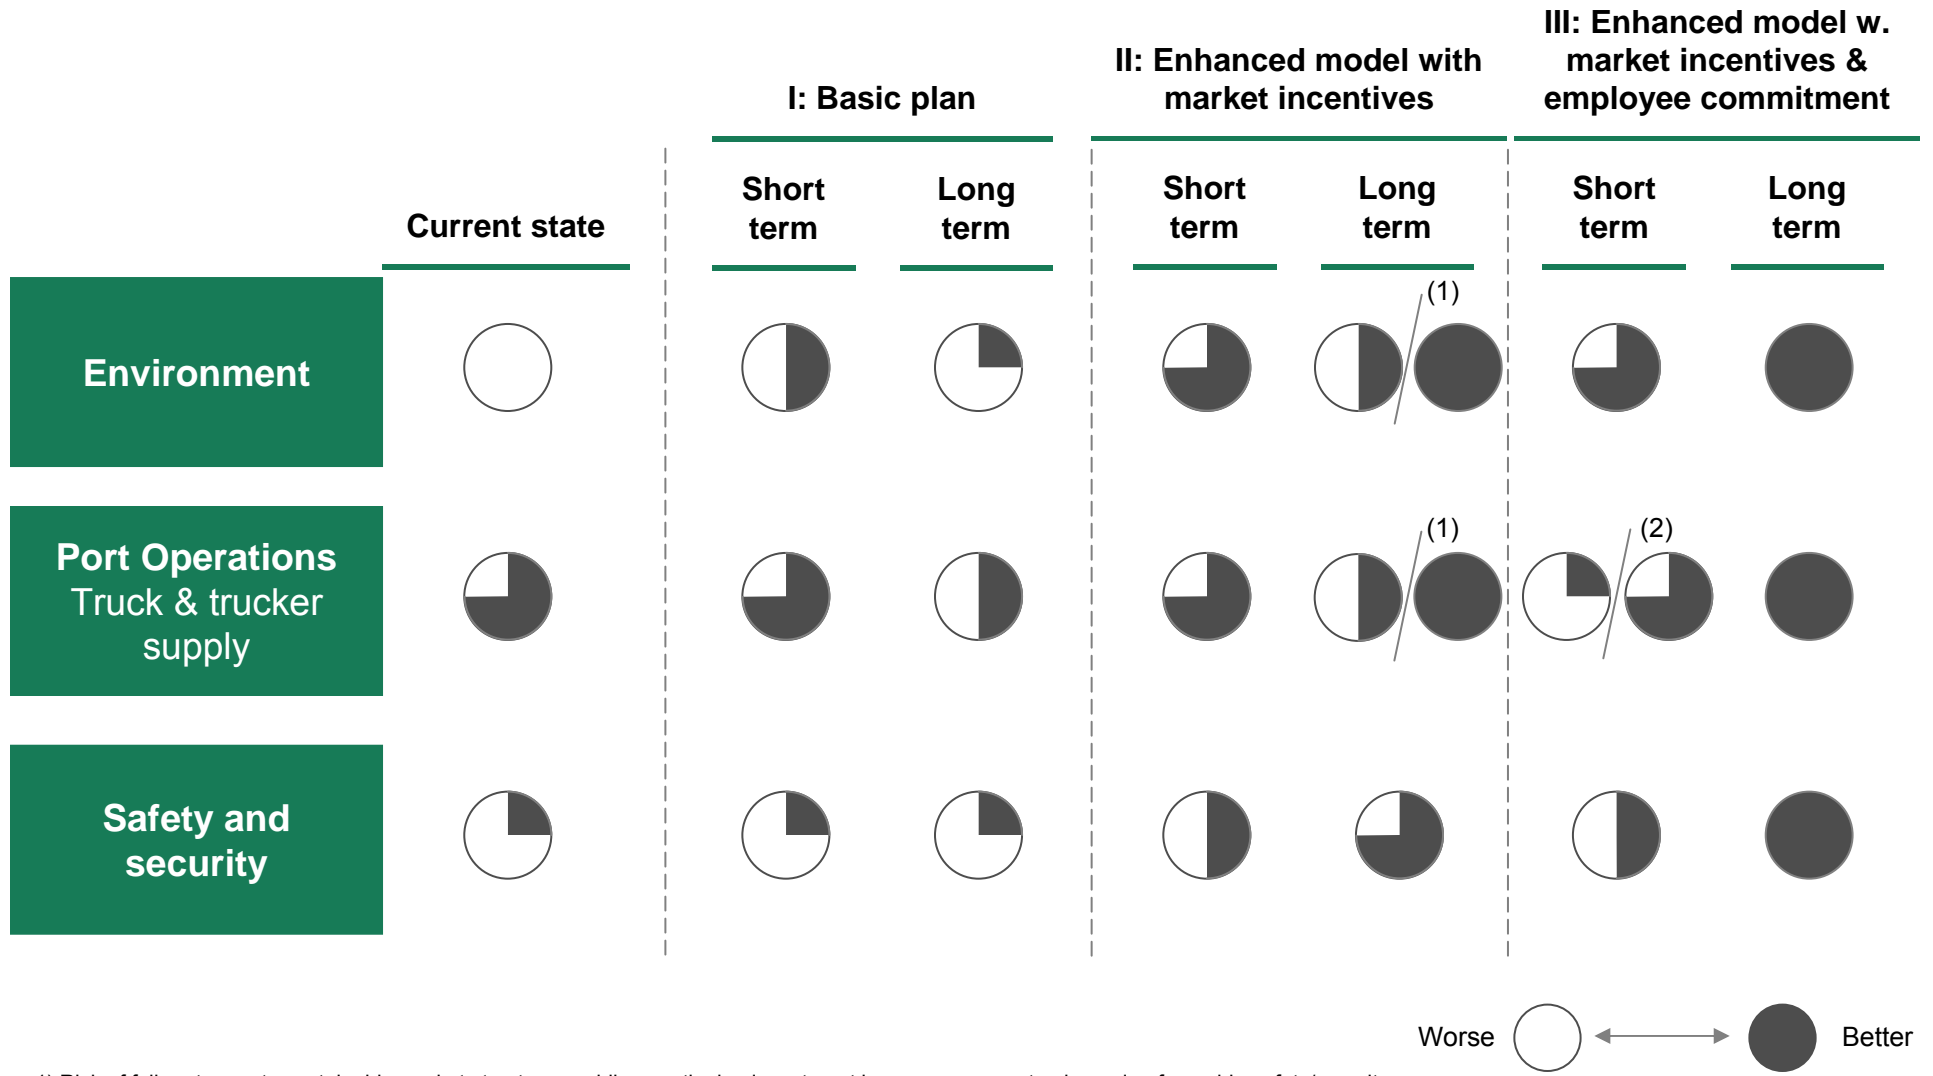 III: Enhanced model w.
market incentives &
employee commitment
II: Enhanced model with
market incentives
I: Basic plan
Current state
Short
term
Long
term
Short
term
Long
term
Short
term
Long
term
Environment
(1)
Port Operations
Truck & trucker
supply
(1)
(2)
Safety and
security
Worse
Better